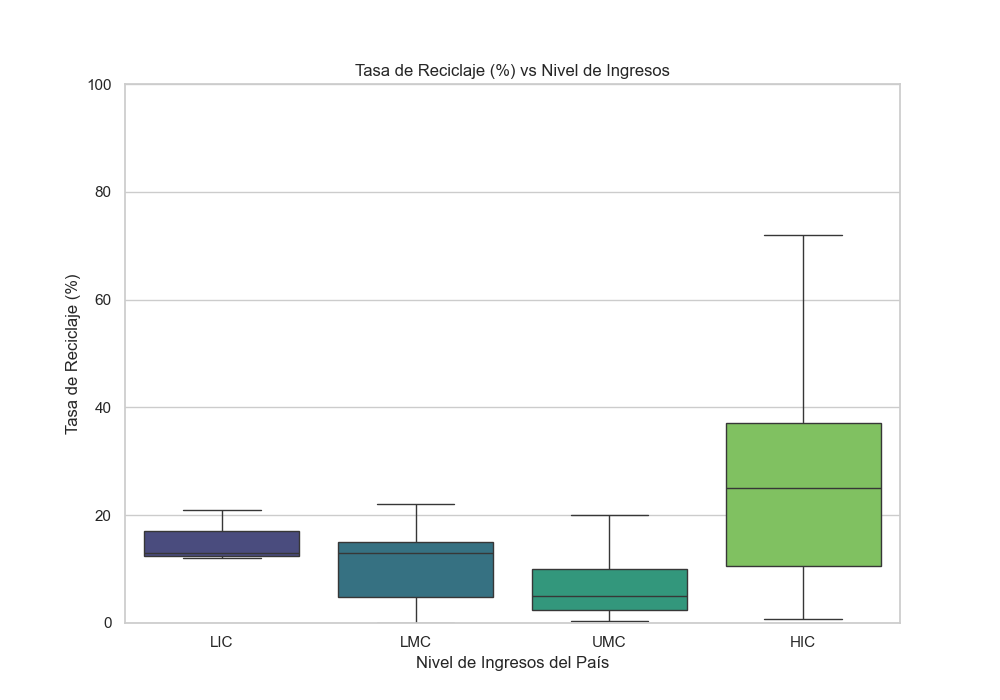 Tasa de Reciclaje (%) vs Nivel de Ingresos
100
80
60
40
20
0
Tasa de Reciclaje (%)
LIC
LMC
UMC
HIC
Nivel de Ingresos del País